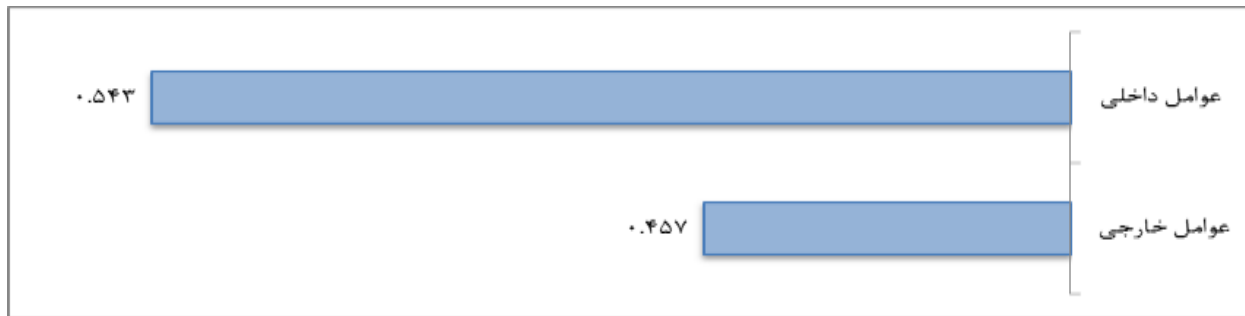 عوامل داخلی
۰.۵۴۳
عوامل خارجی
۰.۴۵۷